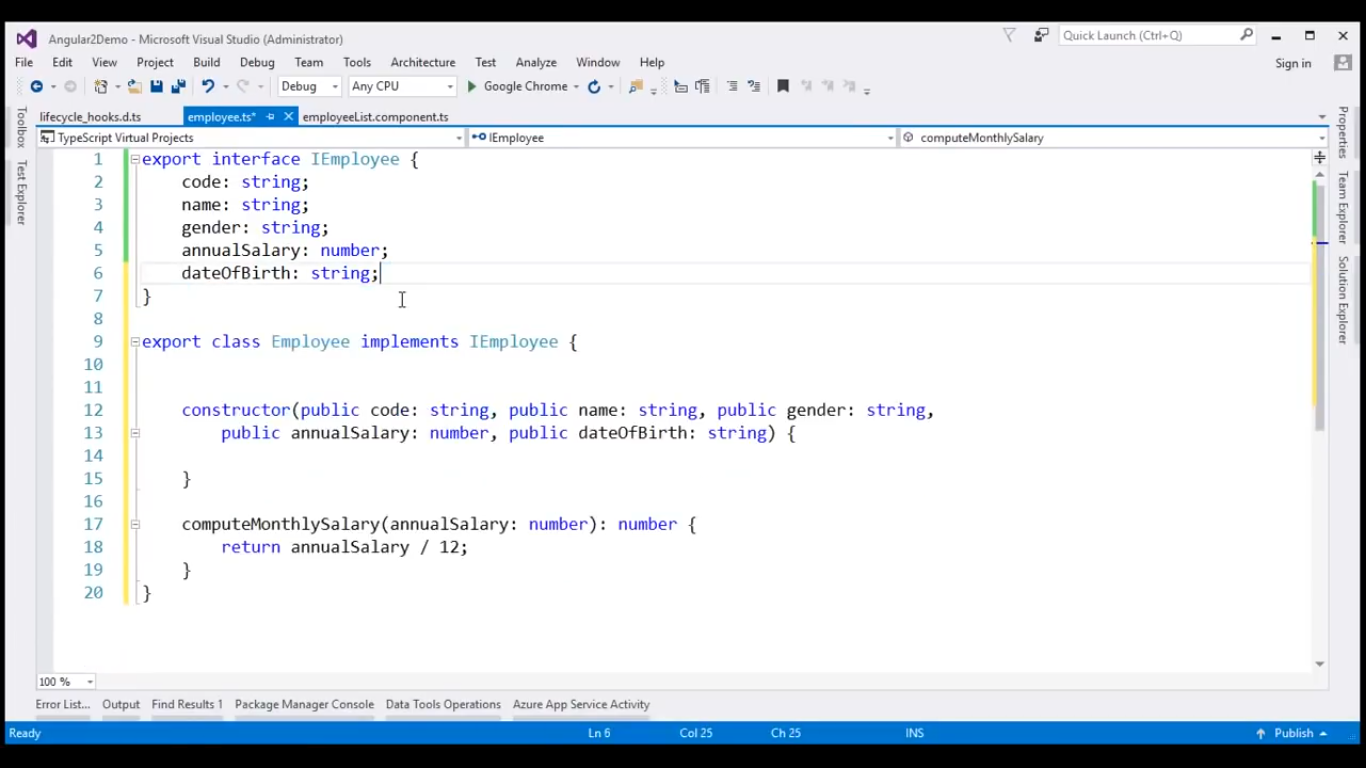 Angular2Demo - Microsoft Visual Studio (Administrator)
Quick Launch (Ctrl+Q)
File Edit View Project Build Debug Team Tools Architecture Test Analyze Window Help
Sign in
Debug Any CPU Google Chrome
lifecycle_hooks.d.ts employee.ts* employeeList.component.ts
TypeScript Virtual Projects IEmployee computeMonthlySalary
Toolbox
Test Explorer
1 export interface IEmployee {
2 code: string;
3 name: string;
4 gender: string;
5 annualSalary: number;
6 dateOfBirth: string;
7 }
8
9 export class Employee implements IEmployee {
10
11
12 constructor(public code: string, public name: string, public gender: string,
13 public annualSalary: number, public dateOfBirth: string) {
14
15 }
16
17 computeMonthlySalary(annualSalary: number): number {
18 return annualSalary / 12;
19 }
20 }
Properties
Team Explorer
Solution Explorer
100 %
Error List... Output Find Results 1 Package Manager Console Data Tools Operations Azure App Service Activity
Ready Ln 6 Col 25 Ch 25 INS Publish